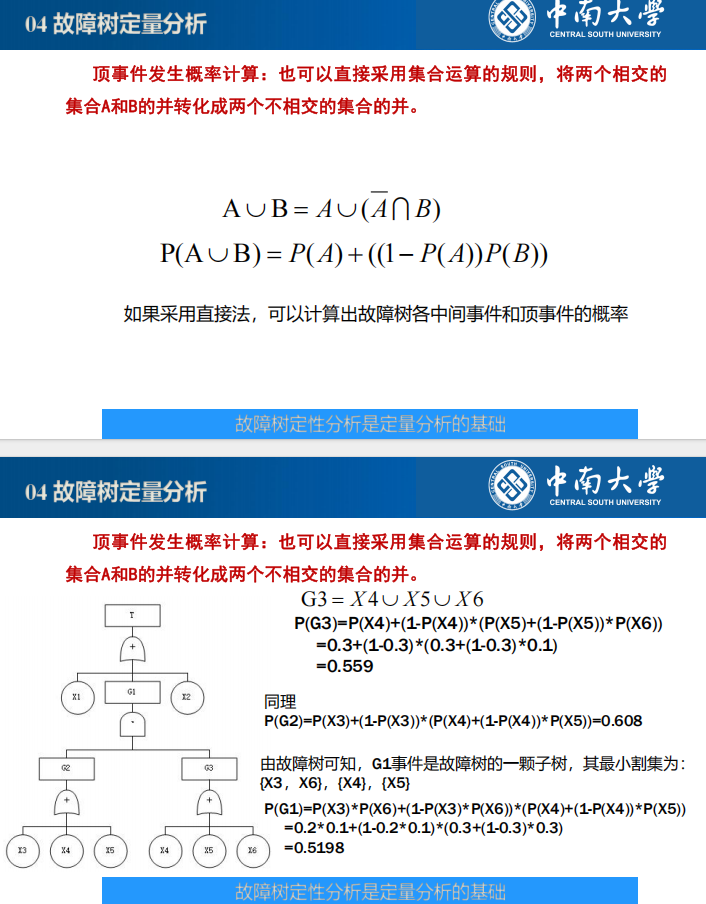 04 故障树定量分析
中南大学
CENTRAL SOUTH UNIVERSITY
顶事件发生概率计算：也可以直接采用集合运算的规则，将两个相交的
集合A和B的并转化成两个不相交的集合的并。
A∪B= A∪(A̅⋂B)
P(A∪B)= P(A)+((1−P(A))P(B))
如果采用直接法，可以计算出故障树各中间事件和顶事件的概率
故障树定性分析是定量分析的基础
04 故障树定量分析
中南大学
CENTRAL SOUTH UNIVERSITY
顶事件发生概率计算：也可以直接采用集合运算的规则，将两个相交的
集合A和B的并转化成两个不相交的集合的并。
G3= X4∪X5∪X6
P(G3)=P(X4)+(1-P(X4))*(P(X5)+(1-P(X5))*P(X6))
=0.3+(1-0.3)*(0.3+(1-0.3)*0.1)
=0.559
同理
P(G2)=P(X3)+(1-P(X3))*(P(X4)+(1-P(X4))*P(X5))=0.608
由故障树可知，G1事件是故障树的一颗子树，其最小割集为：
{X3，X6}，{X4}，{X5}
P(G1)=P(X3)*P(X6)+(1-P(X3)*P(X6))*(P(X4)+(1-P(X4))*P(X5))
=0.2*0.1+(1-0.2*0.1)*(0.3+(1-0.3)*0.3)
=0.5198
T
+
X1 G1 X2
·
G2 G3
+ +
X3 X4 X5 X4 X5 X6
故障树定性分析是定量分析的基础